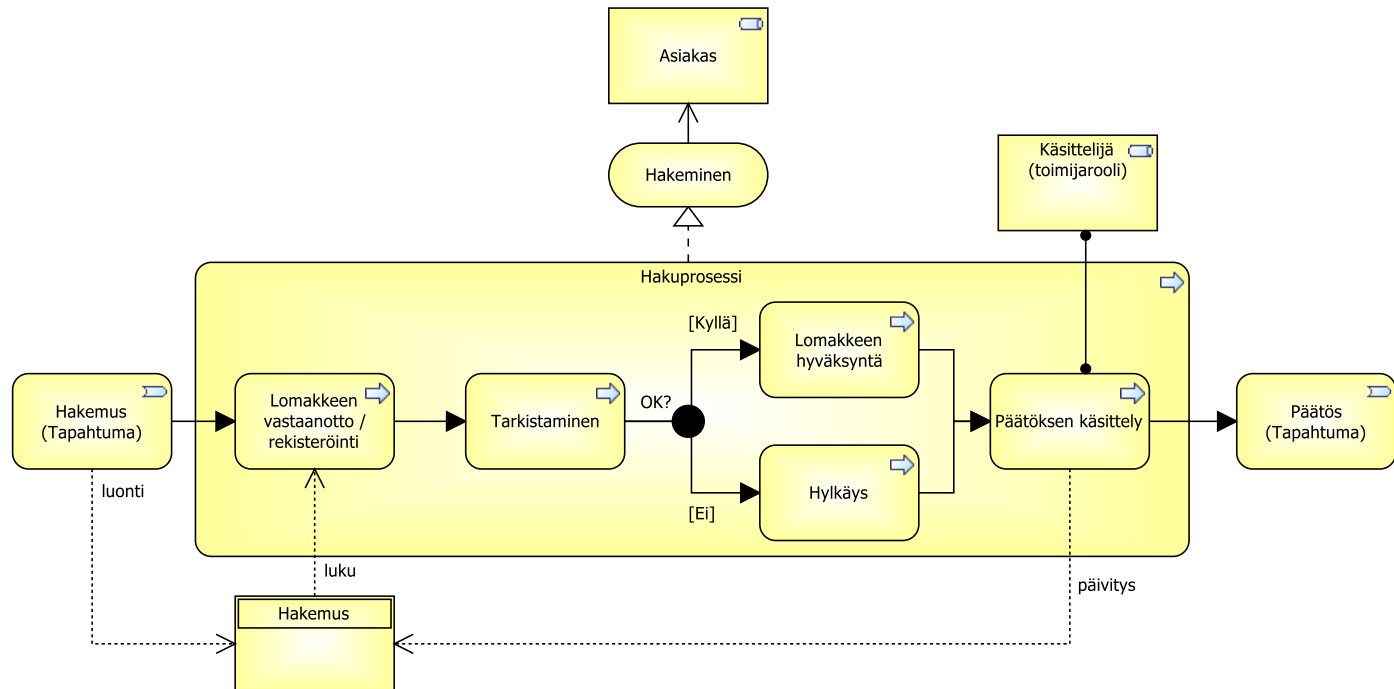 Asiakas
Hakeminen
Käsittelijä
(toimijarooli)
Hakuprosessi
[Kyllä]
Lomakkeen
hyväksyntä
Hakemus
(Tapahtuma)
Lomakkeen
vastaanotto /
rekisteröinti
Tarkistaminen
OK?
Päätöksen käsittely
Päätös
(Tapahtuma)
luonti
[Ei]
Hylkäys
luku
päivitys
Hakemus